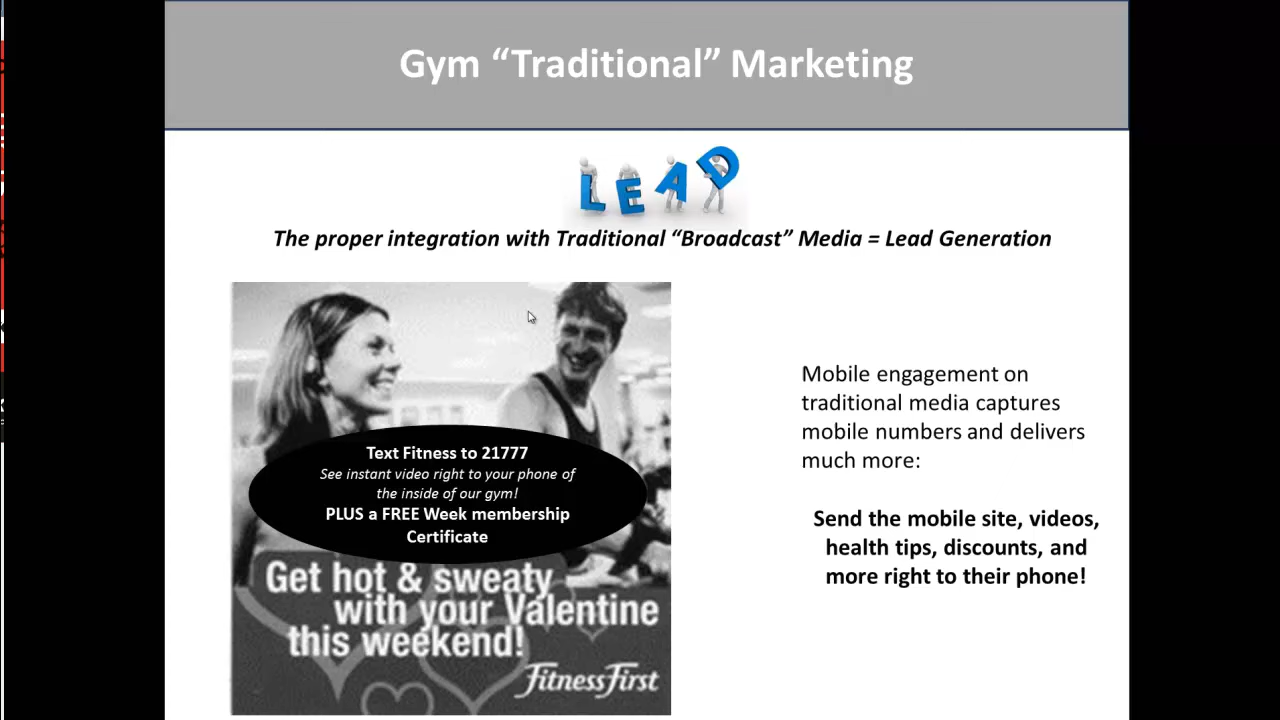 Gym “Traditional” Marketing
LEAD
The proper integration with Traditional “Broadcast” Media = Lead Generation
Text Fitness to 21777
See instant video right to your phone of
the inside of our gym!
PLUS a FREE Week membership
Certificate
Get hot & sweaty
with your Valentine
this weekend!
Fitness First
Mobile engagement on
traditional media captures
mobile numbers and delivers
much more:
Send the mobile site, videos,
health tips, discounts, and
more right to their phone!